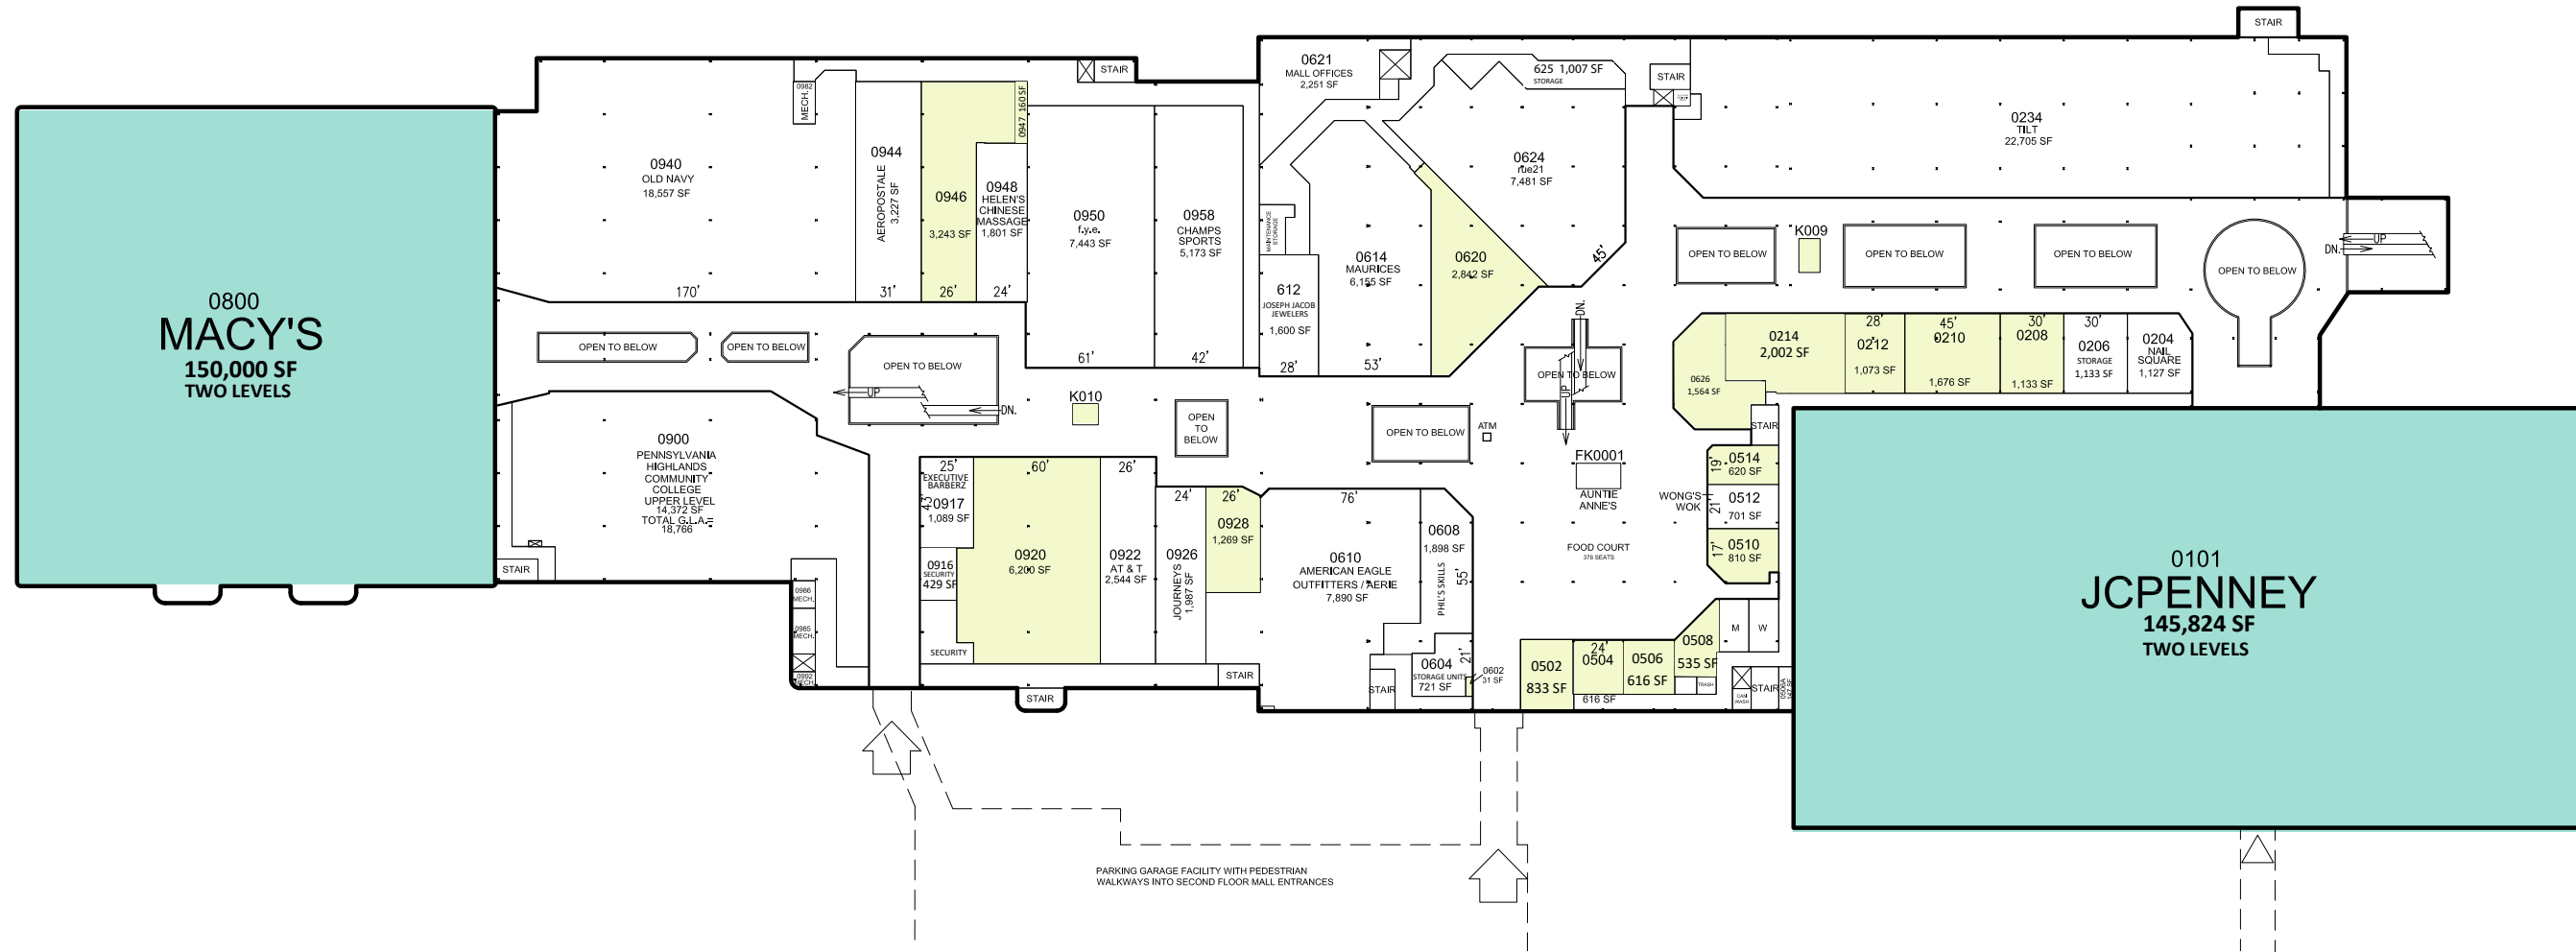 STAIR
0621
MALL OFFICES
2,251 SF
625 1,007 SF
STORAGE
STAIR
STAIR
0234
TILT
22,705 SF
0982
MECH.
0947 160 SF
0940
OLD NAVY
18,557 SF
170'
0944
AEROPOSTALE
3,227 SF
31'
0946
3,243 SF
26'
0948
HELEN'S
CHINESE
MASSAGE
1,801 SF
24'
0950
f.y.e.
7,443 SF
61'
0958
CHAMPS
SPORTS
5,173 SF
42'
MAINTENANCE
STORAGE
612
JOSEPH JACOB
JEWELERS
1,600 SF
28'
0614
MAURICES
6,155 SF
53'
0620
2,842 SF
0624
rue21
7,481 SF
45'
K009
OPEN TO BELOW
OPEN TO BELOW
OPEN TO BELOW
OPEN TO BELOW
UP
DN.
0800
MACY'S
150,000 SF
TWO LEVELS
OPEN TO BELOW
OPEN TO BELOW
OPEN TO BELOW
UP
DN.
K010
OPEN
TO
BELOW
OPEN TO BELOW
ATM
DN.
OPEN TO BELOW
UP
0626
1,564 SF
0214
2,002 SF
28'
0212
1,073 SF
45'
0210
1,676 SF
30'
0208
1,133 SF
30'
0206
STORAGE
1,133 SF
0204
NAIL
SQUARE
1,127 SF
STAIR
0900
PENNSYLVANIA
HIGHLANDS
COMMUNITY
COLLEGE
UPPER LEVEL
14,372 SF
TOTAL G.L.A.=
18,766
STAIR
0986
MECH.
0985
MECH.
0992
MECH.
25'
EXECUTIVE
BARBERZ
43'
0917
1,089 SF
0916
SECURITY
429 SF
SECURITY
60'
0920
6,200 SF
26'
0922
AT & T
2,544 SF
24'
0926
JOURNEYS
1,987 SF
26'
0928
1,269 SF
STAIR
STAIR
76'
0610
AMERICAN EAGLE
OUTFITTERS / AERIE
7,890 SF
0608
1,898 SF
PHIL'S SKILLS
55'
STAIR
0604
STORAGE UNITS
721 SF
21'
0602
31 SF
FK0001
AUNTIE
ANNE'S
FOOD COURT
376 SEATS
WONG'S
WOK
19'
0514
620 SF
21'
0512
701 SF
17'
0510
810 SF
0502
833 SF
24'
0504
616 SF
0506
616 SF
0508
535 SF
TRASH
M
W
CAN
WASH
STAIR
0101
JCPENNEY
145,824 SF
TWO LEVELS
PARKING GARAGE FACILITY WITH PEDESTRIAN
WALKWAYS INTO SECOND FLOOR MALL ENTRANCES